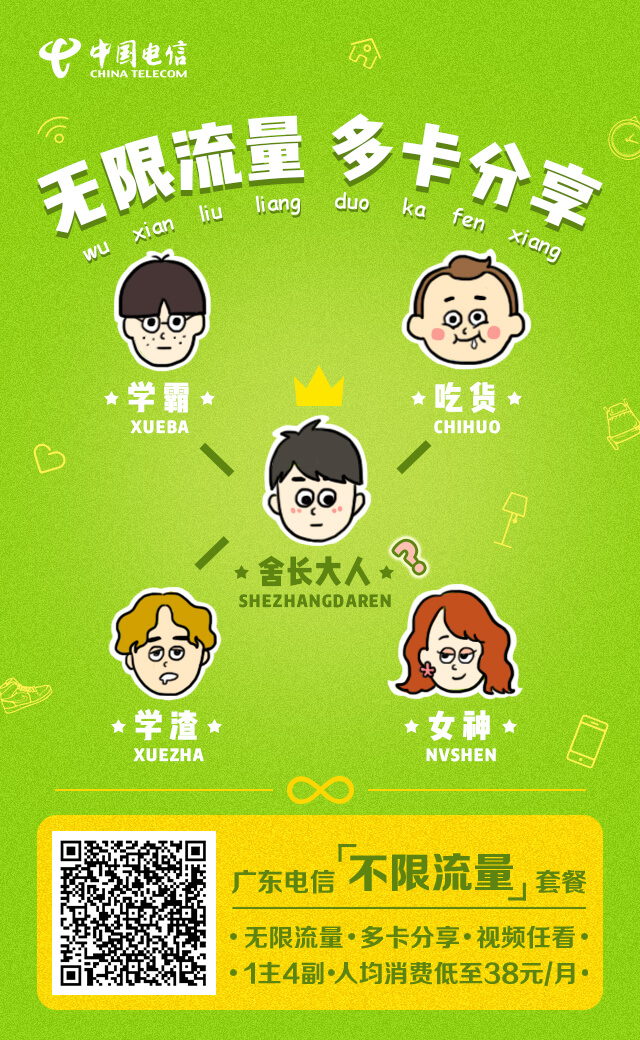 中国电信
CHINA TELECOM
无限流量 多卡分享
wu xian liu liang duo ka fen xiang
学霸
XUEBA
吃货
CHIHUO
舍长大人
SHEZHANGDAREN
?
学渣
XUEZHA
女神
NVSHEN
广东电信「不限流量」套餐
·无限流量·多卡分享·视频任看·
·1主4副·人均消费低至38元/月·